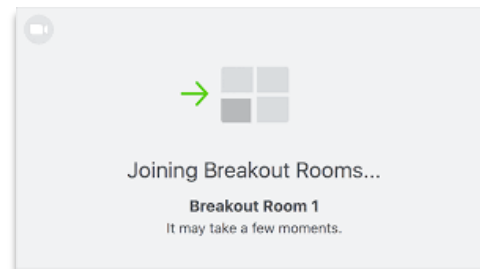 Joining Breakout Rooms...
Breakout Room 1
It may take a few moments.